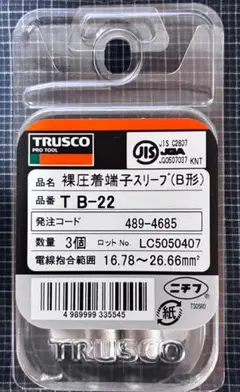 TRUSCO
PRO TOOL
JIS C2807
JIS
JBA
JQ0507037 KNT
品名 裸圧着端子スリーブ(B形)
品番 T B-22
発注コード 489-4685
数量 3個 ロットNo. LC5050407
電線抱合範囲 16.78〜26.66mm²
4 989999 335545
ニチフ
紙
TRUSCO